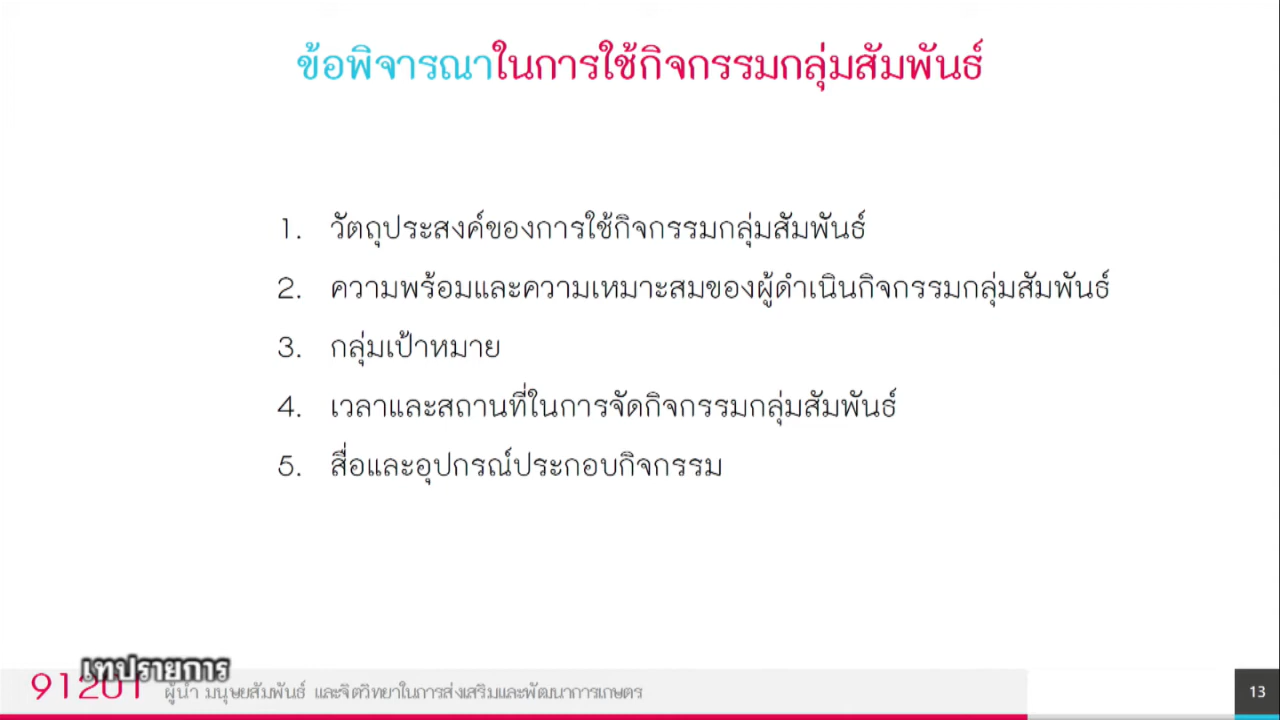 ข้อพิจารณาในการใช้กิจกรรมกลุ่มสัมพันธ์
1. วัตถุประสงค์ของการใช้กิจกรรมกลุ่มสัมพันธ์
2. ความพร้อมและความเหมาะสมของผู้ดำเนินกิจกรรมกลุ่มสัมพันธ์
3. กลุ่มเป้าหมาย
4. เวลาและสถานที่ในการจัดกิจกรรมกลุ่มสัมพันธ์
5. สื่อและอุปกรณ์ประกอบกิจกรรม
เทปรายการ
91201 ผู้นำ มนุษยสัมพันธ์ และจิตวิทยาในการส่งเสริมและพัฒนาการเกษตร
13